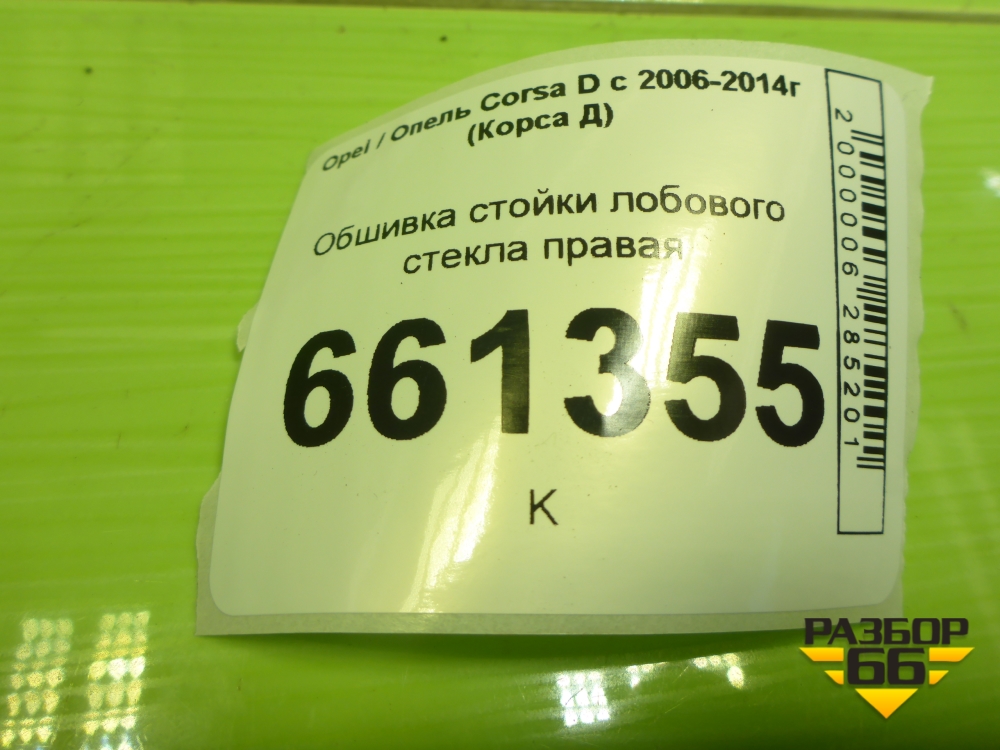 Opel / Опель Corsa D с 2006-2014г
(Корса Д)
Обшивка стойки лобового
стекла правая
661355
К
2000006285201
РАЗБОР
66